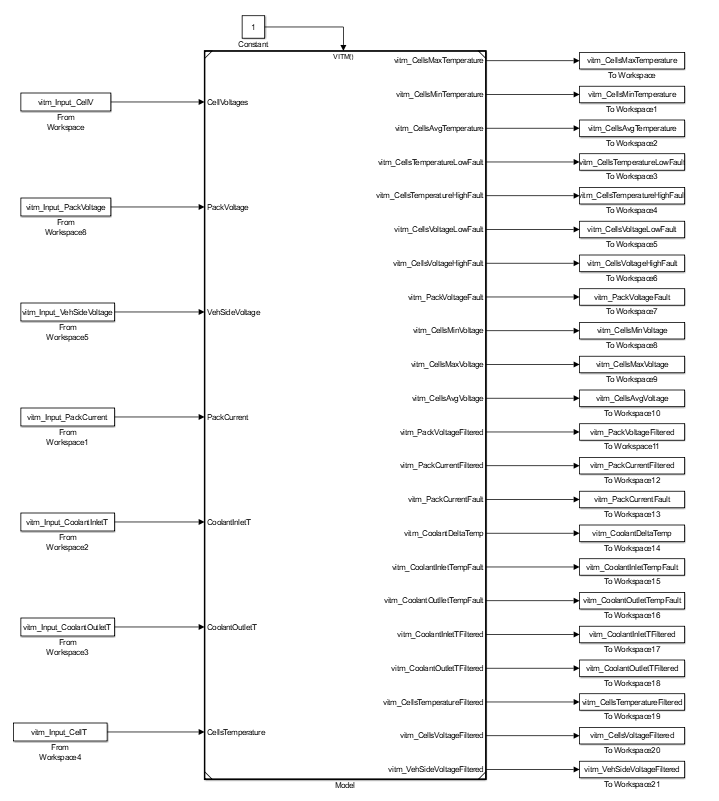 1
Constant
VITM()
vitm_Input_CellV
From
Workspace
vitm_Input_PackVoltage
From
Workspace6
vitm_Input_VehSideVoltage
From
Workspace5
vitm_Input_PackCurrent
From
Workspace1
vitm_Input_CoolantInletT
From
Workspace2
vitm_Input_CoolantOutletT
From
Workspace3
vitm_Input_CellT
From
Workspace4
CellVoltages
PackVoltage
VehSideVoltage
PackCurrent
CoolantInletT
CoolantOutletT
CellsTemperature
vitm_CellsMaxTemperature
vitm_CellsMinTemperature
vitm_CellsAvgTemperature
vitm_CellsTemperatureLowFault
vitm_CellsTemperatureHighFault
vitm_CellsVoltageLowFault
vitm_CellsVoltageHighFault
vitm_PackVoltageFault
vitm_CellsMinVoltage
vitm_CellsMaxVoltage
vitm_CellsAvgVoltage
vitm_PackVoltageFiltered
vitm_PackCurrentFiltered
vitm_PackCurrentFault
vitm_CoolantDeltaTemp
vitm_CoolantInletTempFault
vitm_CoolantOutletTempFault
vitm_CoolantInletTFiltered
vitm_CoolantOutletTFiltered
vitm_CellsTemperatureFiltered
vitm_CellsVoltageFiltered
vitm_VehSideVoltageFiltered
Model
vitm_CellsMaxTemperature
To Workspace
vitm_CellsMinTemperature
To Workspace1
vitm_CellsAvgTemperature
To Workspace2
vitm_CellsTemperatureLowFault
To Workspace3
vitm_CellsTemperatureHighFault
To Workspace4
vitm_CellsVoltageLowFault
To Workspace5
vitm_CellsVoltageHighFault
To Workspace6
vitm_PackVoltageFault
To Workspace7
vitm_CellsMinVoltage
To Workspace8
vitm_CellsMaxVoltage
To Workspace9
vitm_CellsAvgVoltage
To Workspace10
vitm_PackVoltageFiltered
To Workspace11
vitm_PackCurrentFiltered
To Workspace12
vitm_PackCurrentFault
To Workspace13
vitm_CoolantDeltaTemp
To Workspace14
vitm_CoolantInletTempFault
To Workspace15
vitm_CoolantOutletTempFault
To Workspace16
vitm_CoolantInletTFiltered
To Workspace17
vitm_CoolantOutletTFiltered
To Workspace18
vitm_CellsTemperatureFiltered
To Workspace19
vitm_CellsVoltageFiltered
To Workspace20
vitm_VehSideVoltageFiltered
To Workspace21